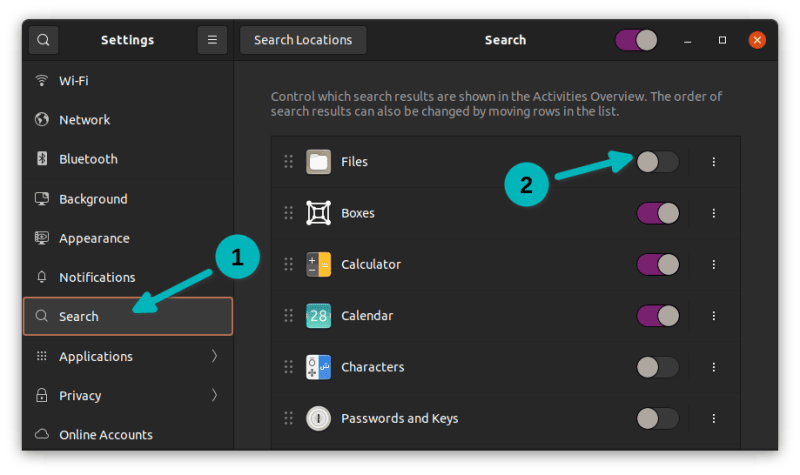 Settings
Search Locations
Search
Wi-Fi
Network
Bluetooth
Background
Appearance
Notifications
Search
Applications
Privacy
Online Accounts
1
Control which search results are shown in the Activities Overview. The order of
search results can also be changed by moving rows in the list.
Files
2
Boxes
Calculator
28
Calendar
Characters
Passwords and Keys